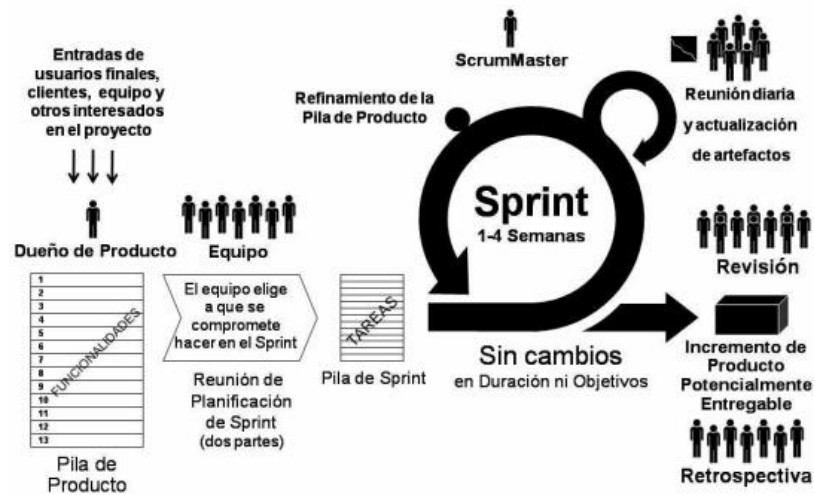 Entradas de
usuarios finales,
clientes, equipo y
otros interesados
en el proyecto
Dueño de Producto
1
2
3
4
5
6
7
8
9
10
11
12
13
FUNCIONALIDADES
Pila de
Producto
Equipo
El equipo elige
a que se
compromete
hacer en el Sprint
Reunión de
Planificación
de Sprint
(dos partes)
TAREAS
Pila de Sprint
ScrumMaster
Refinamiento de la
Pila de Producto
Sprint
1-4 Semanas
Sin cambios
en Duración ni Objetivos
Reunión diaria
y actualización
de artefactos
Revisión
Incremento de
Producto
Potencialmente
Entregable
Retrospectiva